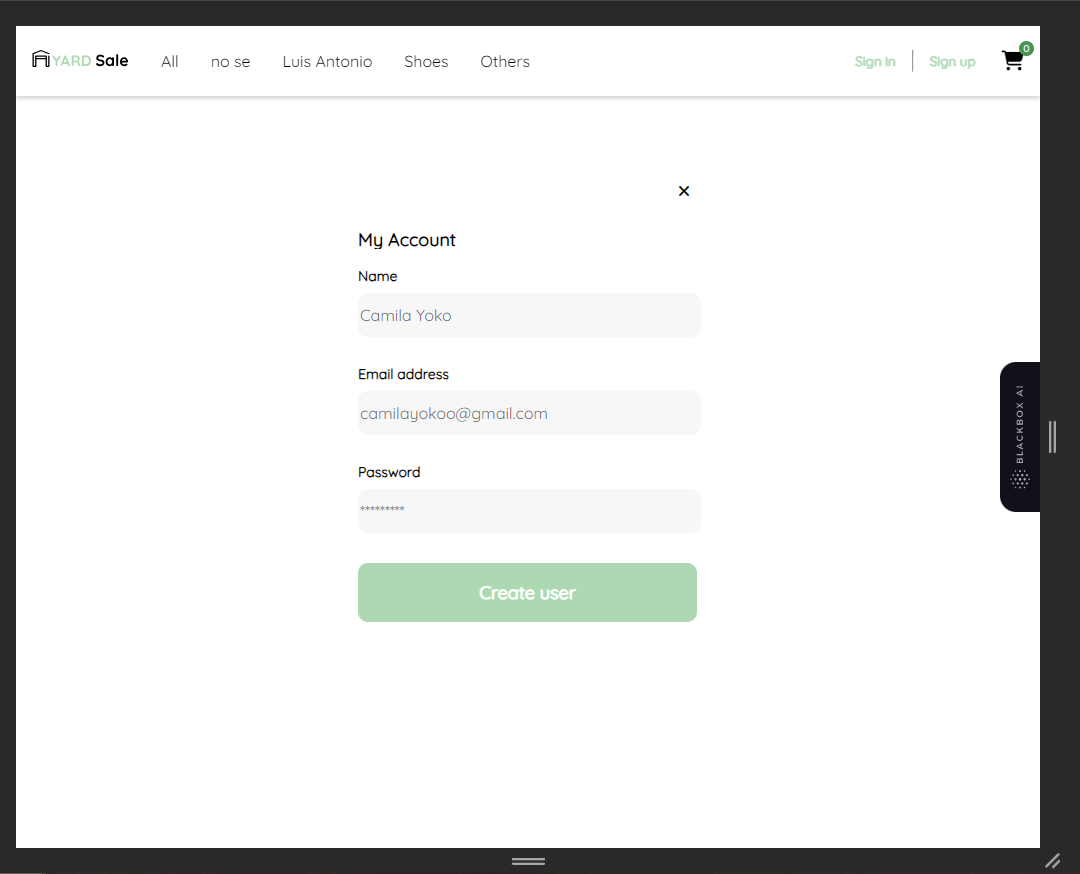 YARD Sale All no se Luis Antonio Shoes Others Sign in Sign up 0
×
My Account
Name
Camila Yoko
Email address
camilayokoo@gmail.com
BLACKBOX AI
Password
*********
Create user